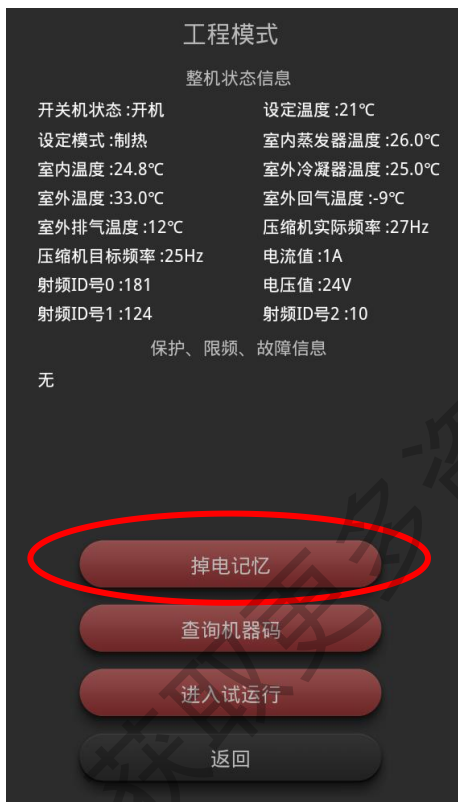 工程模式
整机状态信息
开关机状态 :开机 设定温度 :21℃
设定模式 :制热 室内蒸发器温度 :26.0℃
室内温度 :24.8℃ 室外冷凝器温度 :25.0℃
室外温度 :33.0℃ 室外回气温度 :-9℃
室外排气温度 :12℃ 压缩机实际频率 :27Hz
压缩机目标频率 :25Hz 电流值 :1A
射频ID号0 :181 电压值 :24V
射频ID号1 :124 射频ID号2 :10
保护、限频、故障信息
无
掉电记忆
查询机器码
进入试运行
返回
获取更多资